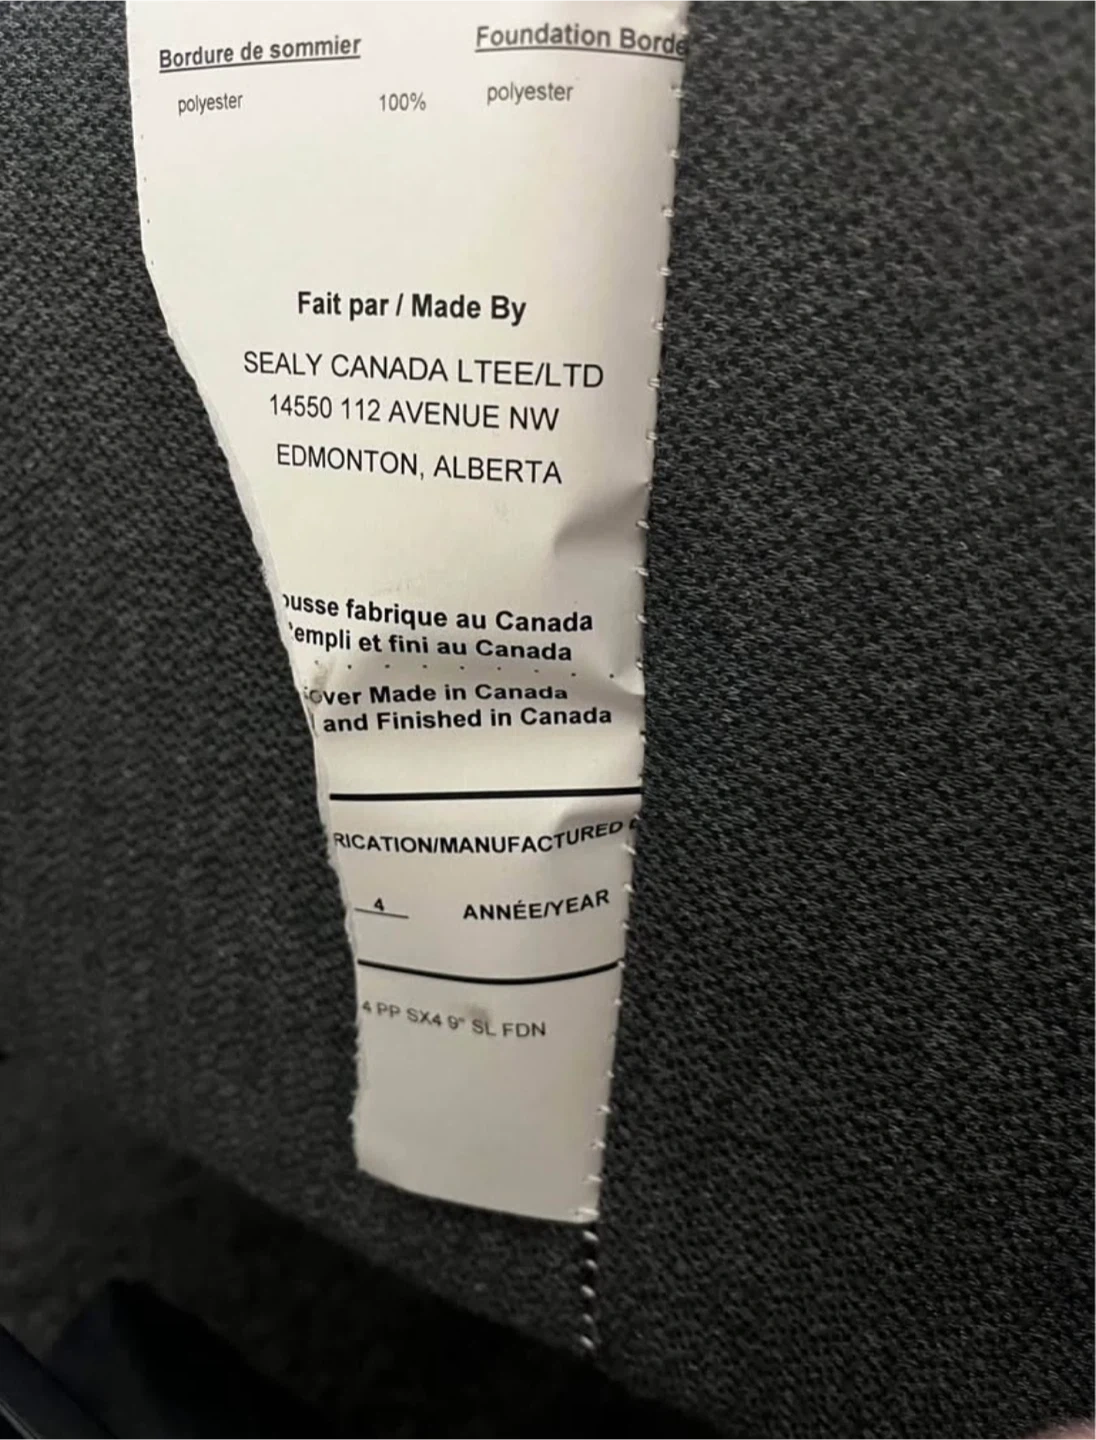 Bordure de sommier
Foundation Borde
polyester 100% polyester
Fait par / Made By
SEALY CANADA LTEE/LTD
14550 112 AVENUE NW
EDMONTON, ALBERTA
ousse fabrique au Canada
empli et fini au Canada
over Made in Canada
and Finished in Canada
RICATION/MANUFACTURED
4 ANNÉE/YEAR
4 PP SX4 9" SL FDN